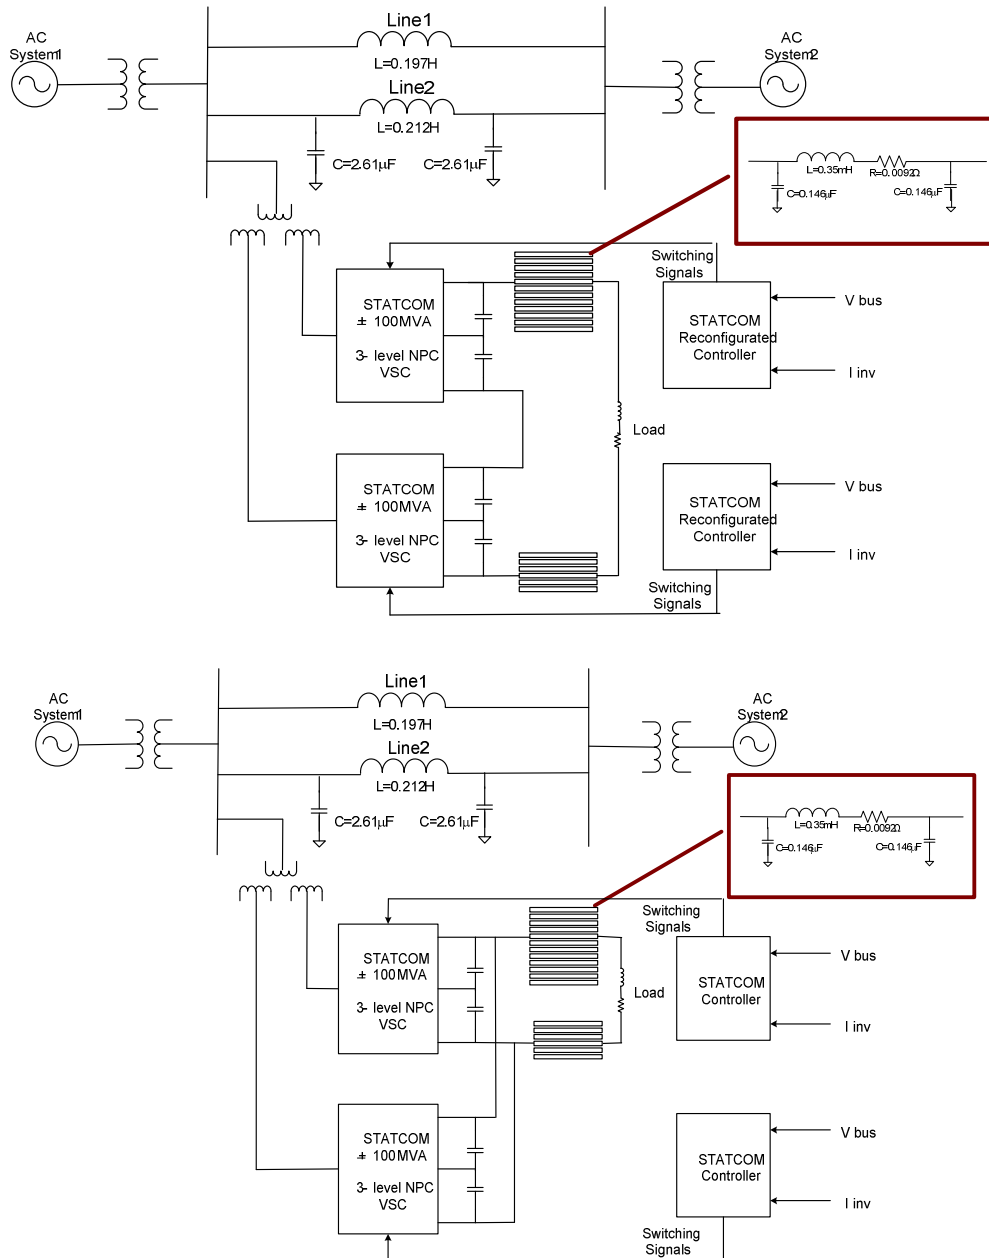 Line1
AC
System1
AC
System2
L=0.197H
Line2
L=0.212H
C=2.61µF
C=2.61µF
L=0.35mH
R=0.0092Ω
C=0.146µF
C=0.146µF
Switching
Signals
STATCOM
± 100MVA
3- level NPC
VSC
STATCOM
Reconfigurated
Controller
V bus
I inv
Load
STATCOM
± 100MVA
3- level NPC
VSC
STATCOM
Reconfigurated
Controller
V bus
I inv
Switching
Signals
Line1
AC
System1
AC
System2
L=0.197H
Line2
L=0.212H
C=2.61µF
C=2.61µF
L=0.35mH
R=0.0092Ω
C=0.146µF
C=0.146µF
Switching
Signals
STATCOM
± 100MVA
3- level NPC
VSC
STATCOM
Controller
V bus
I inv
Load
STATCOM
± 100MVA
3- level NPC
VSC
STATCOM
Controller
V bus
I inv
Switching
Signals